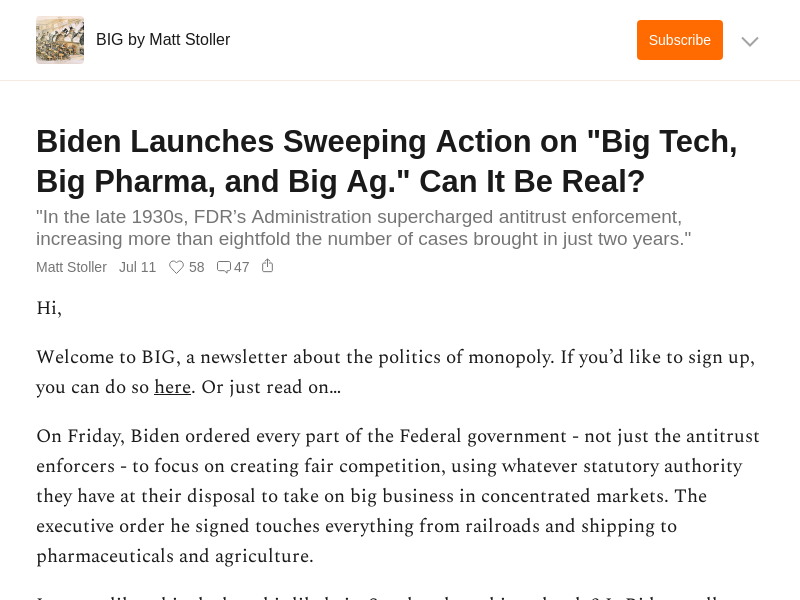 BIG by Matt Stoller
Subscribe
Biden Launches Sweeping Action on "Big Tech,
Big Pharma, and Big Ag." Can It Be Real?
"In the late 1930s, FDR’s Administration supercharged antitrust enforcement,
increasing more than eightfold the number of cases brought in just two years."
Matt Stoller Jul 11 58 47
Hi,
Welcome to BIG, a newsletter about the politics of monopoly. If you’d like to sign up,
you can do so here. Or just read on…
On Friday, Biden ordered every part of the Federal government - not just the antitrust
enforcers - to focus on creating fair competition, using whatever statutory authority
they have at their disposal to take on big business in concentrated markets. The
executive order he signed touches everything from railroads and shipping to
pharmaceuticals and agriculture.